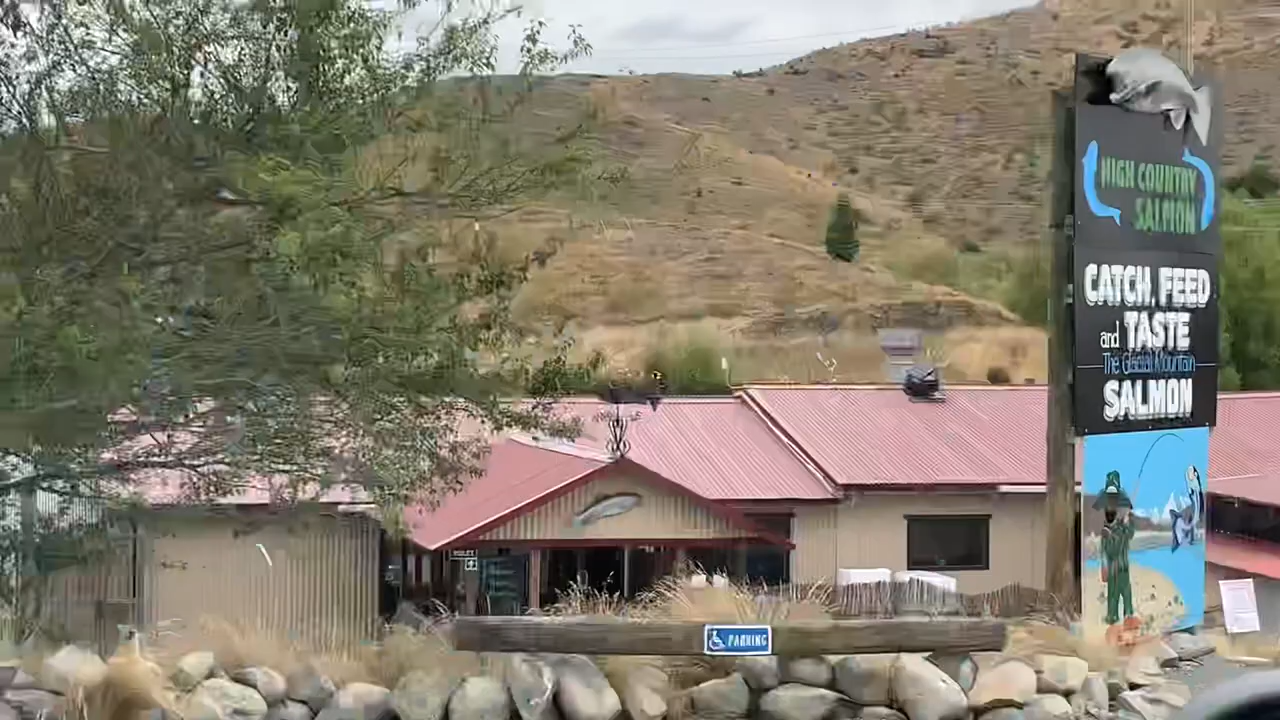 HIGH COUNTRY
SALMON
CATCH, FEED
and TASTE
The Glacial Mountain
SALMON
PARKING